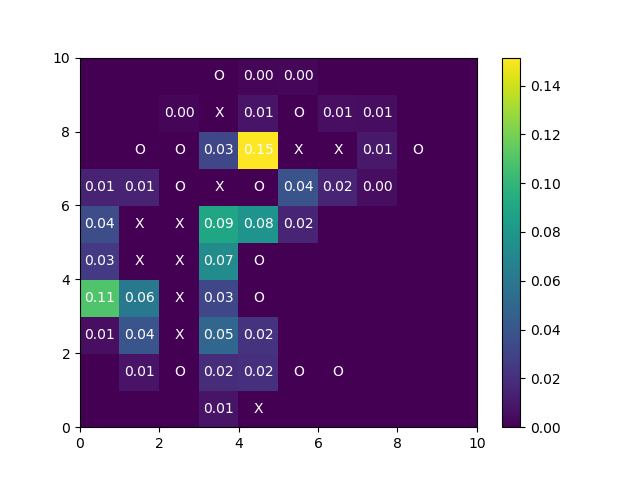 10
O 0.00 0.00
0.00 X 0.01 O 0.01 0.01
8
O O 0.03 0.15 X X 0.01 O
0.01 0.01 O X O 0.04 0.02 0.00
6
0.04 X X 0.09 0.08 0.02
0.03 X X 0.07 O
4
0.11 0.06 X 0.03 O
0.01 0.04 X 0.05 0.02
2
0.01 O 0.02 0.02 O O
0.01 X
0
0 2 4 6 8 10
0.14
0.12
0.10
0.08
0.06
0.04
0.02
0.00